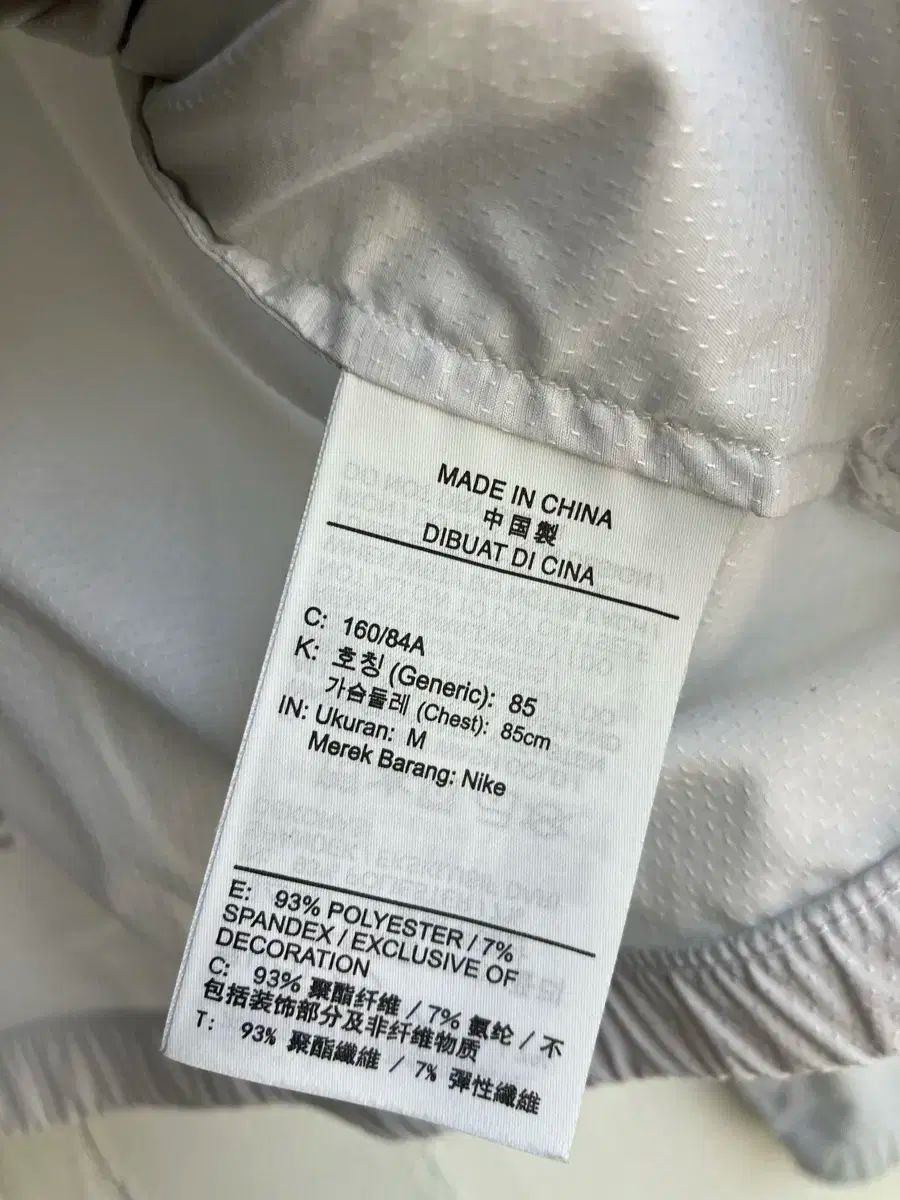 MADE IN CHINA
中国製
DIBUAT DI CINA
C: 160/84A
K: 호칭 (Generic): 85
가슴둘레 (Chest): 85cm
IN: Ukuran: M
Merek Barang: Nike
E: 93% POLYESTER / 7%
SPANDEX / EXCLUSIVE OF
DECORATION
C: 93% 聚酯纤维 / 7% 氨纶 / 不
包括装饰部分及非纤维物质
T: 93% 聚酯纖維 / 7% 彈性纖維